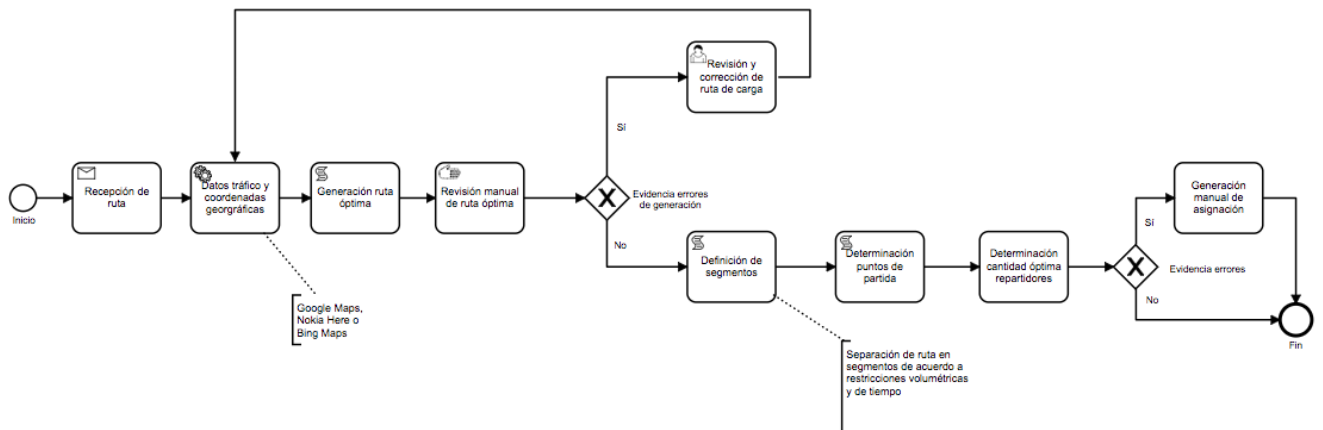 Inicio
Recepción de
ruta
Datos tráfico y
coordenadas
georgráficas
Google Maps,
Nokia Here o
Bing Maps
Generación ruta
óptima
Revisión manual
de ruta óptima
Evidencia errores
de generación
Sí
Revisión y
corrección de
ruta de carga
No
Definición de
segmentos
Separación de ruta en
segmentos de acuerdo a
restricciones volumétricas
y de tiempo
Determinación
puntos de
partida
Determinación
cantidad óptima
repartidores
Evidencia errores
Sí
Generación
manual de
asignación
No
Fin